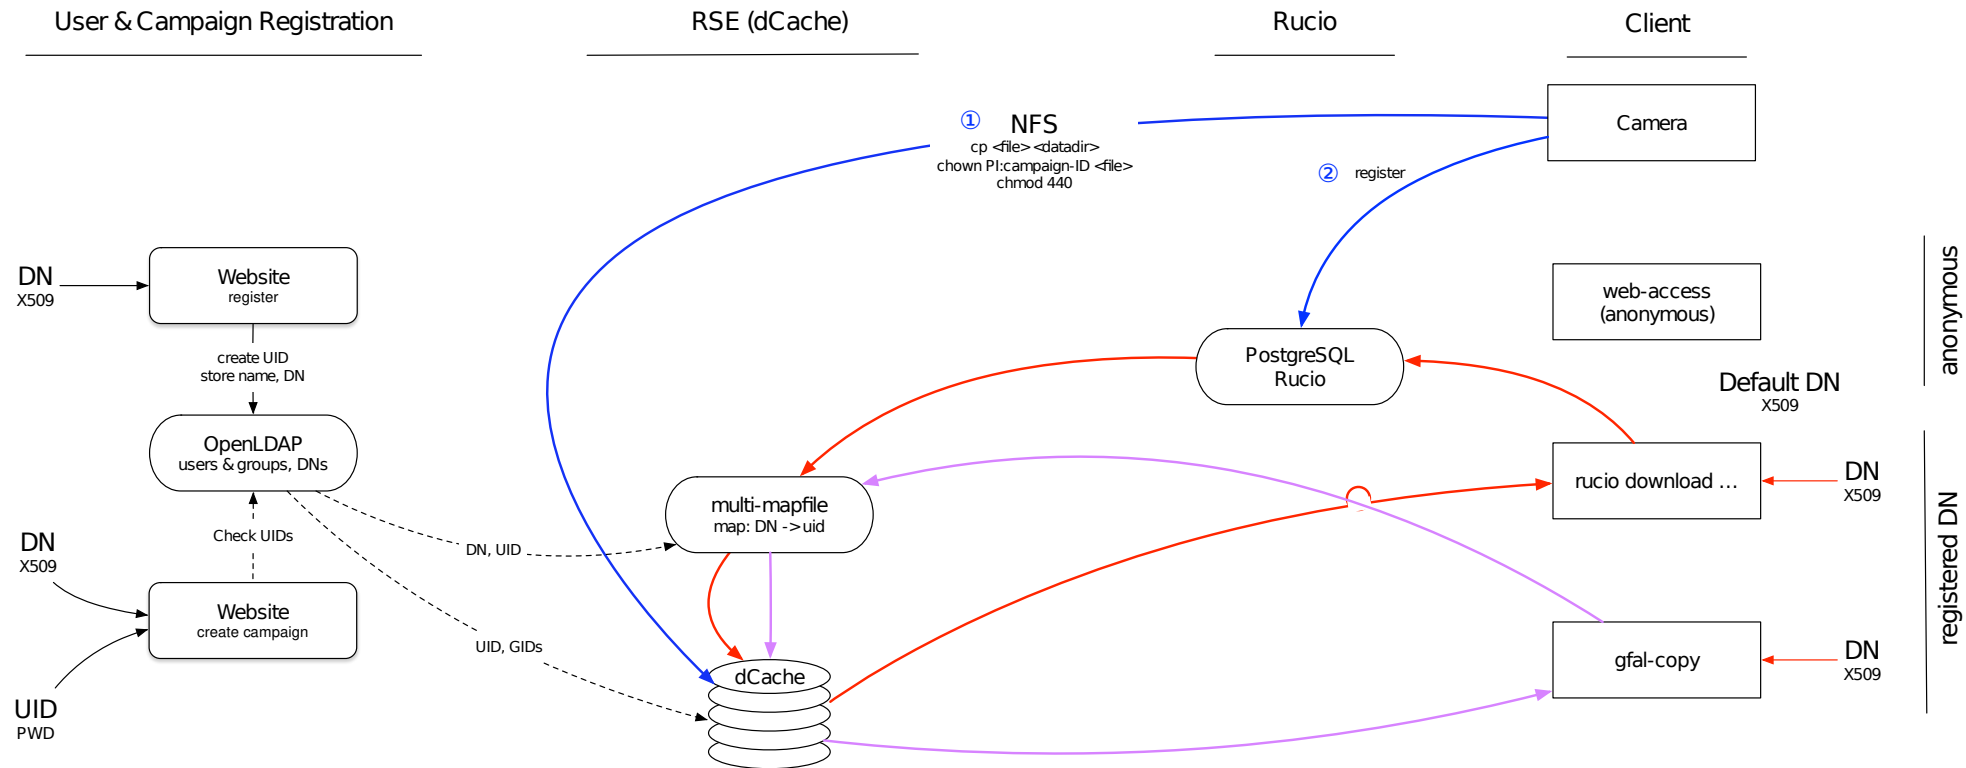 User & Campaign Registration
RSE (dCache)
Rucio
Client
①
NFS
cp <file> <datadir>
chown PI:campaign-ID <file>
chmod 440
Camera
②
register
DN
X509
Website
register
create UID
store name, DN
OpenLDAP
users & groups, DNs
Check UIDs
DN
X509
Website
create campaign
UID
PWD
DN, UID
UID, GIDs
multi-mapfile
map: DN -> uid
dCache
PostgreSQL
Rucio
web-access
(anonymous)
Default DN
X509
rucio download ...
DN
X509
gfal-copy
DN
X509
anonymous
registered DN